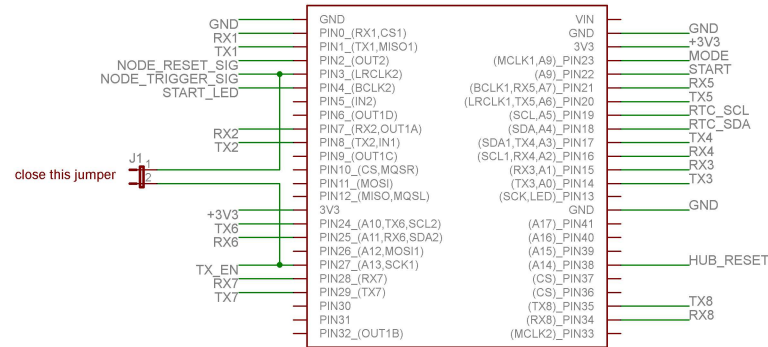 GND GND VIN
RX1 PIN0_(RX1,CS1) GND GND
TX1 PIN1_(TX1,MISO1) 3V3 +3V3
NODE_RESET_SIG PIN2_(OUT2) (MCLK1,A9)_PIN23 MODE
NODE_TRIGGER_SIG PIN3_(LRCLK2) (A9)_PIN22 START
START_LED PIN4_(BCLK2) (BCLK1,RX5,A7)_PIN21 RX5
PIN5_(IN2) (LRCLK1,TX5,A6)_PIN20 TX5
PIN6_(OUT1D) (SCL,A5)_PIN19 RTC_SCL
RX2 PIN7_(RX2,OUT1A) (SDA,A4)_PIN18 RTC_SDA
TX2 PIN8_(TX2,IN1) (SDA1,TX4,A3)_PIN17 TX4
J1 PIN9_(OUT1C) (SCL1,RX4,A2)_PIN16 RX4
1 PIN10_(CS,MQSR) (RX3,A1)_PIN15 RX3
close this jumper 2 PIN11_(MOSI) (TX3,A0)_PIN14 TX3
PIN12_(MISO,MQSL) (SCK,LED)_PIN13
+3V3 3V3 GND GND
TX6 PIN24_(A10,TX6,SCL2) (A17)_PIN41
RX6 PIN25_(A11,RX6,SDA2) (A16)_PIN40
PIN26_(A12,MOSI1) (A15)_PIN39
TX_EN PIN27_(A13,SCK1) (A14)_PIN38 HUB_RESET
RX7 PIN28_(RX7) (CS)_PIN37
TX7 PIN29_(TX7) (CS)_PIN36
PIN30 (TX8)_PIN35 TX8
PIN31 (RX8)_PIN34 RX8
PIN32_(OUT1B) (MCLK2)_PIN33